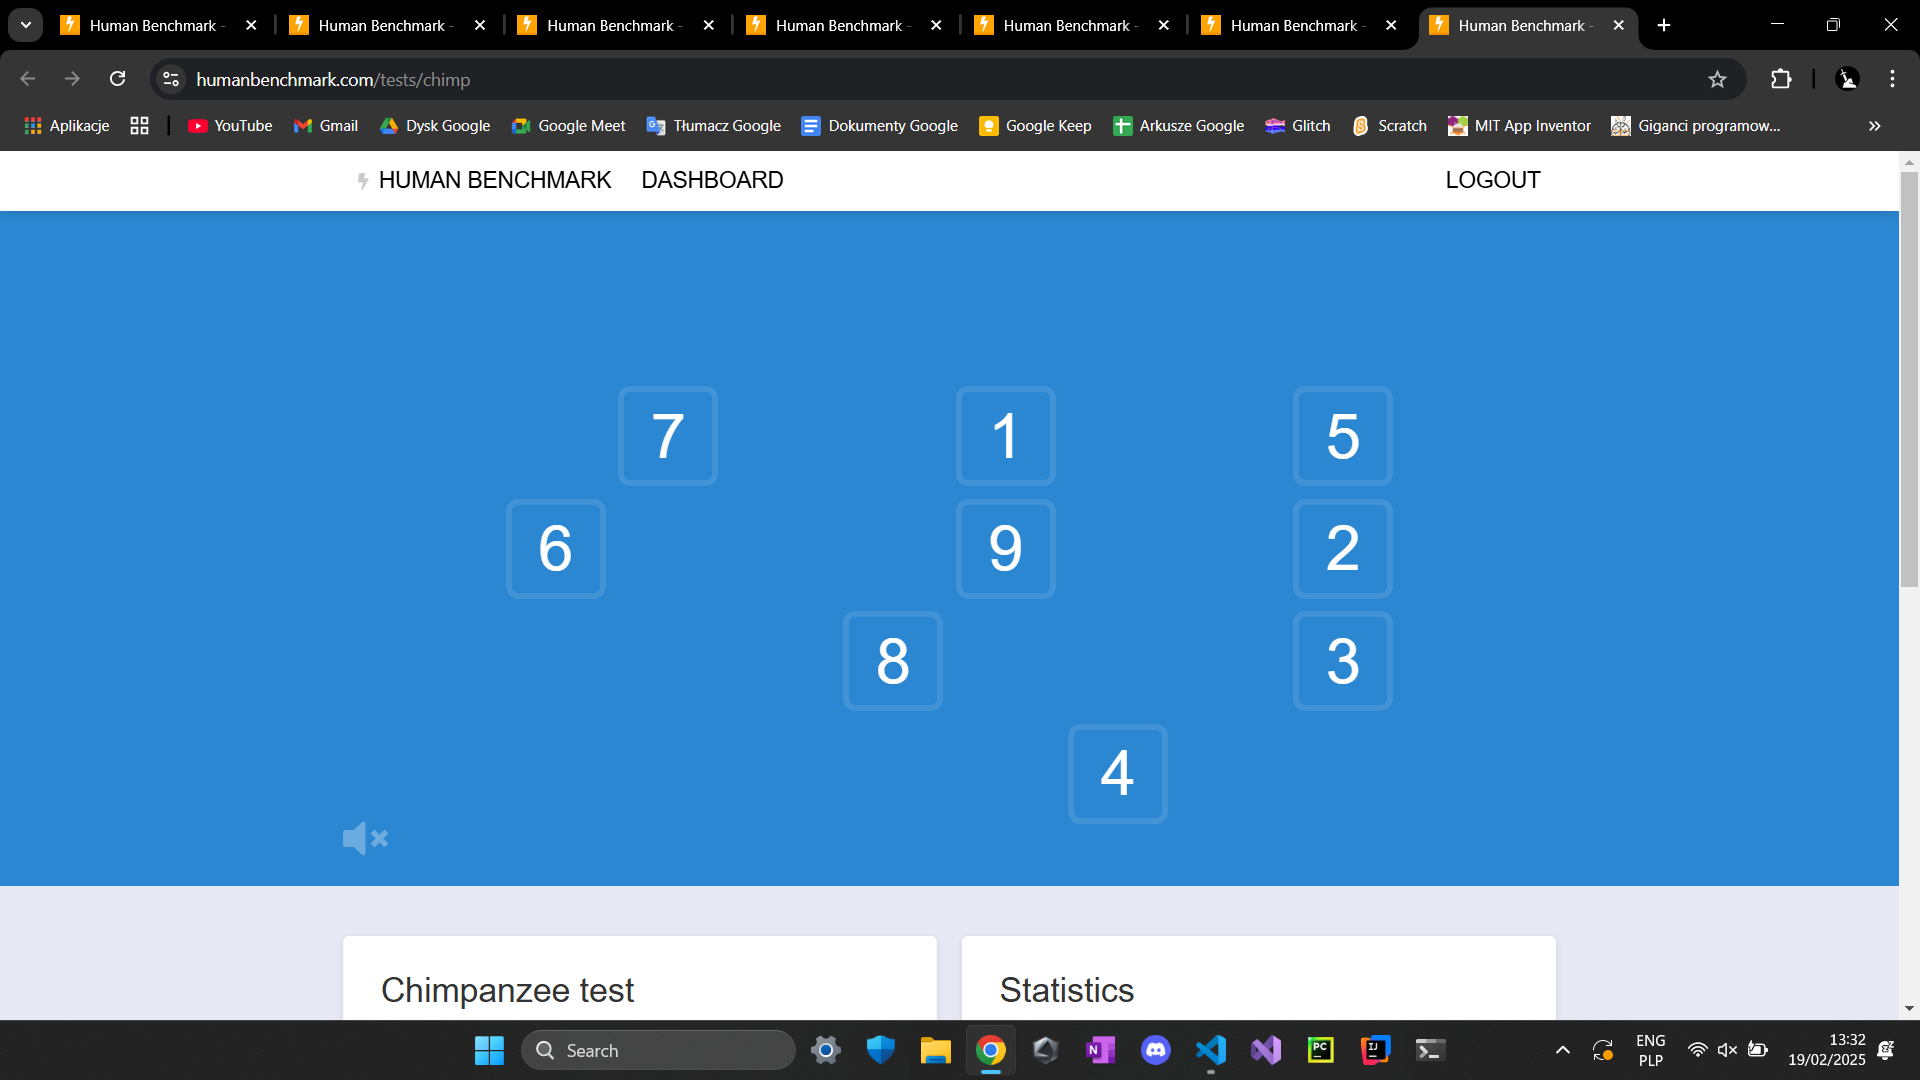 Human Benchmark - Human Benchmark - Human Benchmark - Human Benchmark - Human Benchmark - Human Benchmark - Human Benchmark -
humanbenchmark.com/tests/chimp
Aplikacje YouTube Gmail Dysk Google Google Meet Tłumacz Google Dokumenty Google Google Keep Arkusze Google Glitch Scratch MIT App Inventor Giganci programow...
HUMAN BENCHMARK DASHBOARD LOGOUT
7 1 5
6 9 2
8 3
4
Chimpanzee test Statistics
Search
ENG
PLP
13:32
19/02/2025